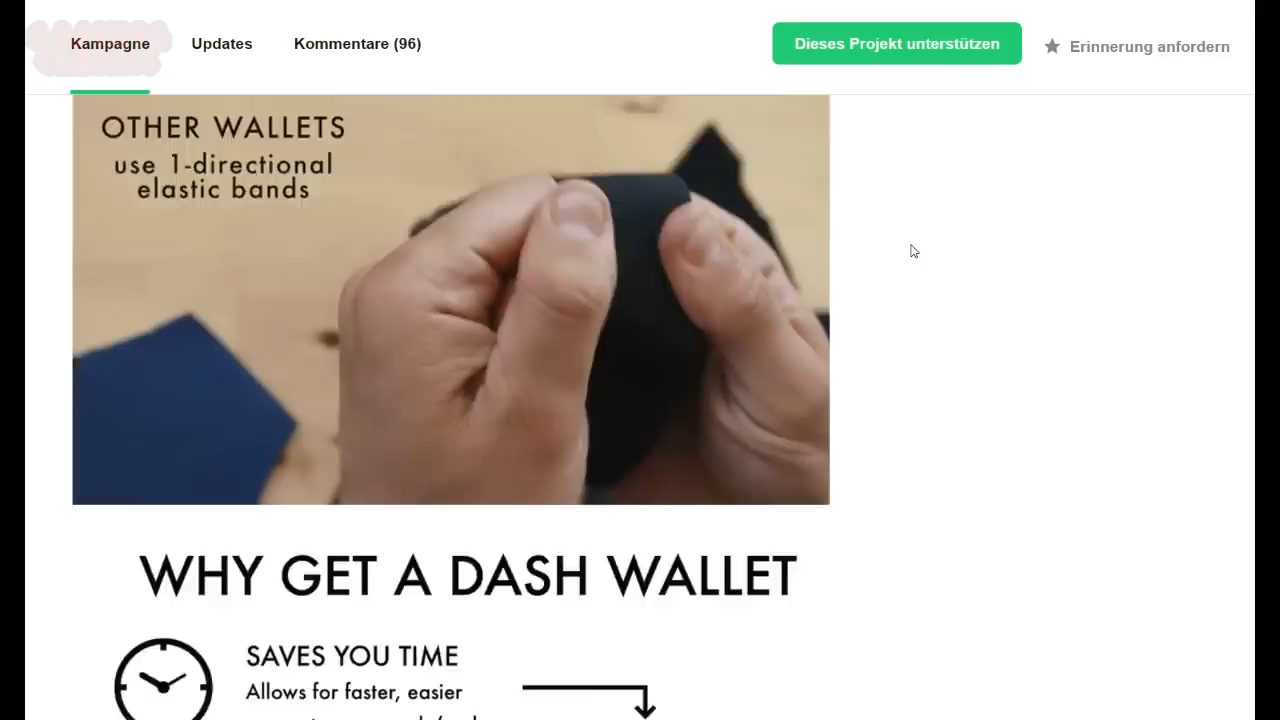 Kampagne Updates Kommentare (96) Dieses Projekt unterstützen Erinnerung anfordern
OTHER WALLETS
use 1-directional
elastic bands
WHY GET A DASH WALLET
SAVES YOU TIME
Allows for faster, easier